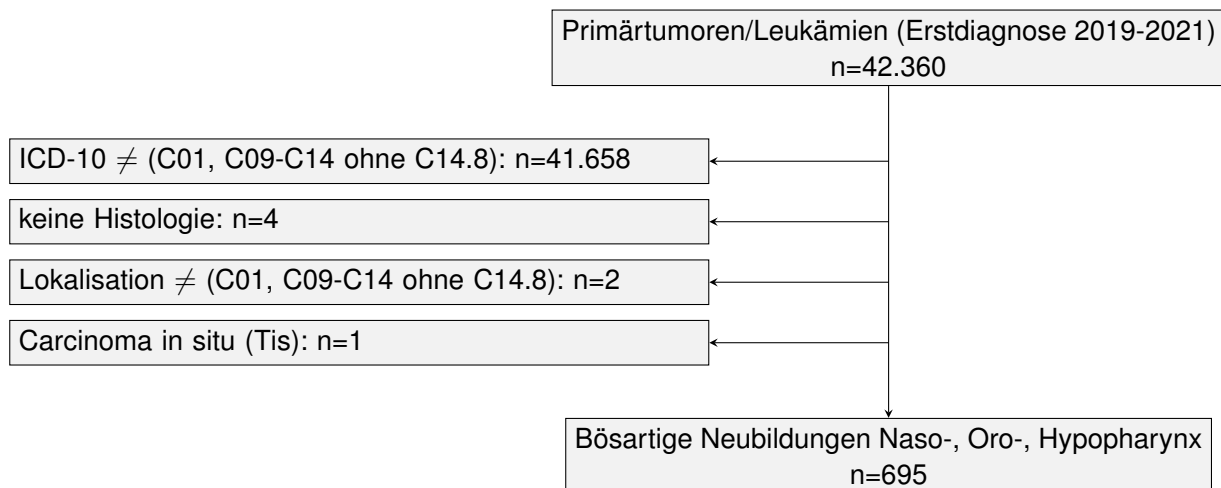 Primärtumoren/Leukämien (Erstdiagnose 2019-2021)
n=42.360
ICD-10 ≠ (C01, C09-C14 ohne C14.8): n=41.658
keine Histologie: n=4
Lokalisation ≠ (C01, C09-C14 ohne C14.8): n=2
Carcinoma in situ (Tis): n=1
Bösartige Neubildungen Naso-, Oro-, Hypopharynx
n=695